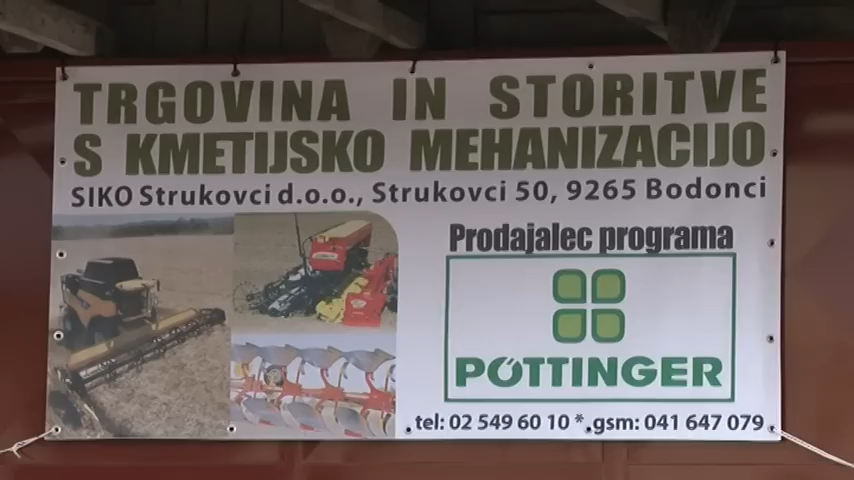 TRGOVINA IN STORITVE
S KMETIJSKO MEHANIZACIJO
SIKO Strukovci d.o.o., Strukovci 50, 9265 Bodonci
Prodajalec programa
PÖTTINGER
tel: 02 549 60 10 * gsm: 041 647 079